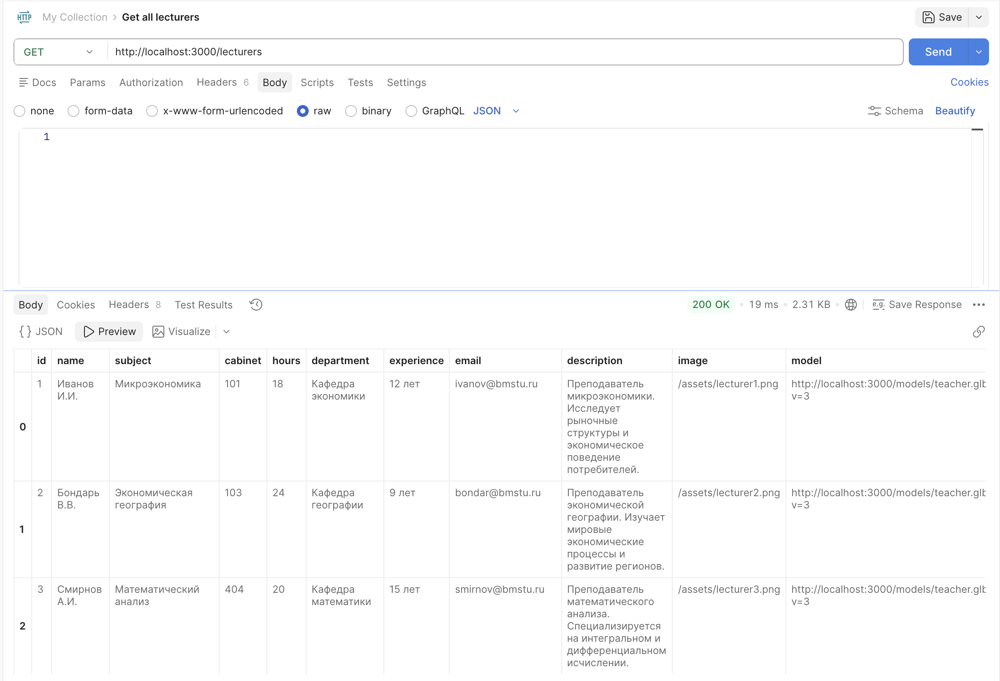 HTTP My Collection > Get all lecturers Save
GET http://localhost:3000/lecturers Send
Docs Params Authorization Headers 6 Body Scripts Tests Settings Cookies
none form-data x-www-form-urlencoded raw binary GraphQL JSON Schema Beautify
1
Body Cookies Headers 8 Test Results 200 OK • 19 ms • 2.31 KB • e.g. Save Response
{} JSON Preview Visualize
id name subject cabinet hours department experience email description image model
0
1 Иванов И.И. Микроэкономика 101 18 Кафедра экономики 12 лет ivanov@bmstu.ru
Преподаватель
микроэкономики.
Исследует
рыночные
структуры и
экономическое
поведение
потребителей.
/assets/lecturer1.png
http://localhost:3000/models/teacher.glb
v=3
1
2 Бондарь В.В. Экономическая география 103 24 Кафедра географии 9 лет bondar@bmstu.ru
Преподаватель
экономической
географии. Изучает
мировые
экономические
процессы и
развитие регионов.
/assets/lecturer2.png
http://localhost:3000/models/teacher.glb
v=3
2
3 Смирнов А.И. Математический анализ 404 20 Кафедра математики 15 лет smirnov@bmstu.ru
Преподаватель
математического
анализа.
Специализируется
на интегральном и
дифференциальном
исчислении.
/assets/lecturer3.png
http://localhost:3000/models/teacher.glb
v=3